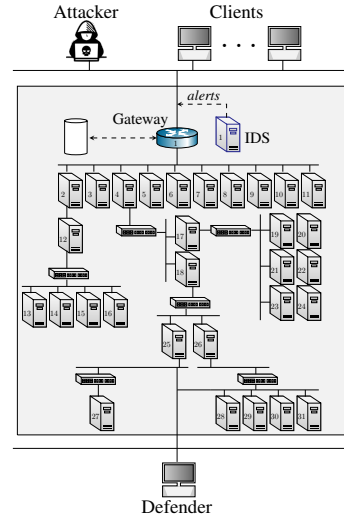 Attacker Clients
. . .
alerts
Gateway
1 1 IDS
2 3 4 5 6 7 8 9 10 11
12 17 19 20
18 21 22
13 14 15 16 23 24
25 26
27 28 29 30 31
Defender